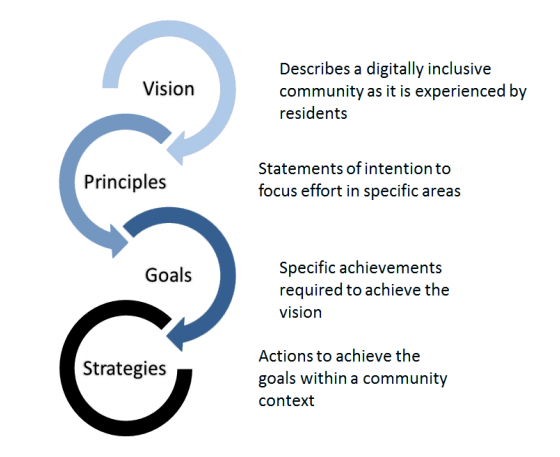 Vision
Describes a digitally inclusive
community as it is experienced by
residents
Principles
Statements of intention to
focus effort in specific areas
Goals
Specific achievements
required to achieve the
vision
Strategies
Actions to achieve the
goals within a community
context